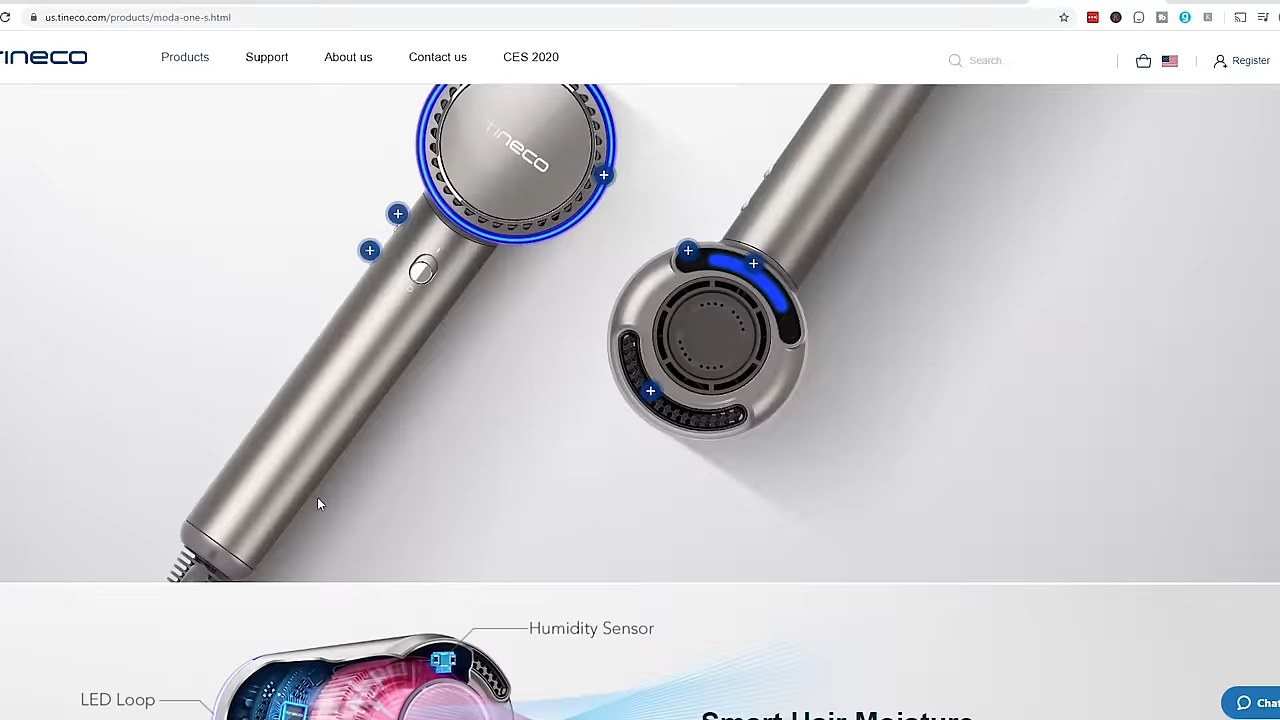 us.tineco.com/products/moda-one-s.html
tineco
Products
Support
About us
Contact us
CES 2020
Search...
Register
tineco
Humidity Sensor
LED Loop
Smart Hair Moisture
Chat